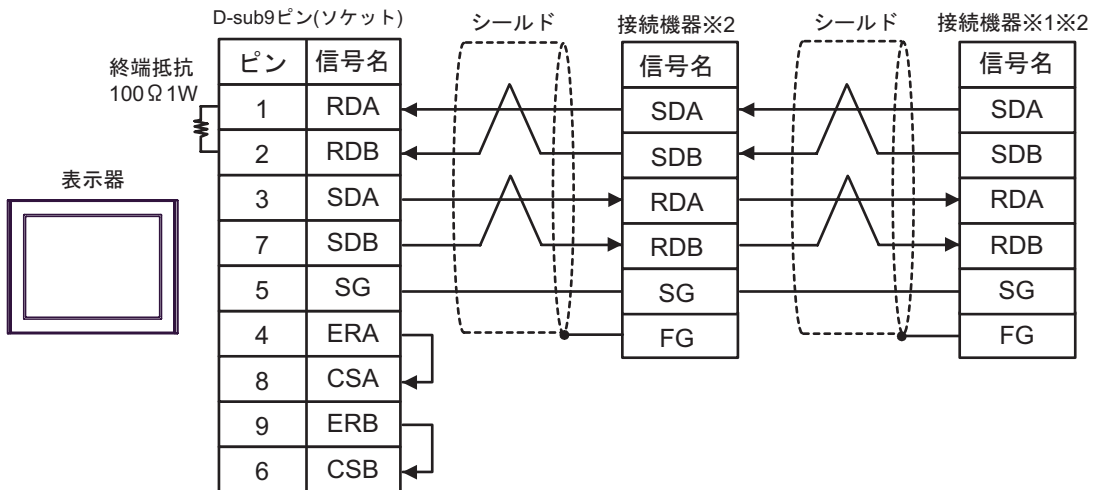 D-sub9ピン(ソケット)
シールド
接続機器※2
シールド
接続機器※1※2
終端抵抗
100Ω1W
表示器
ピン 信号名
1 RDA
2 RDB
3 SDA
7 SDB
5 SG
4 ERA
8 CSA
9 ERB
6 CSB
信号名
SDA
SDB
RDA
RDB
SG
FG
信号名
SDA
SDB
RDA
RDB
SG
FG